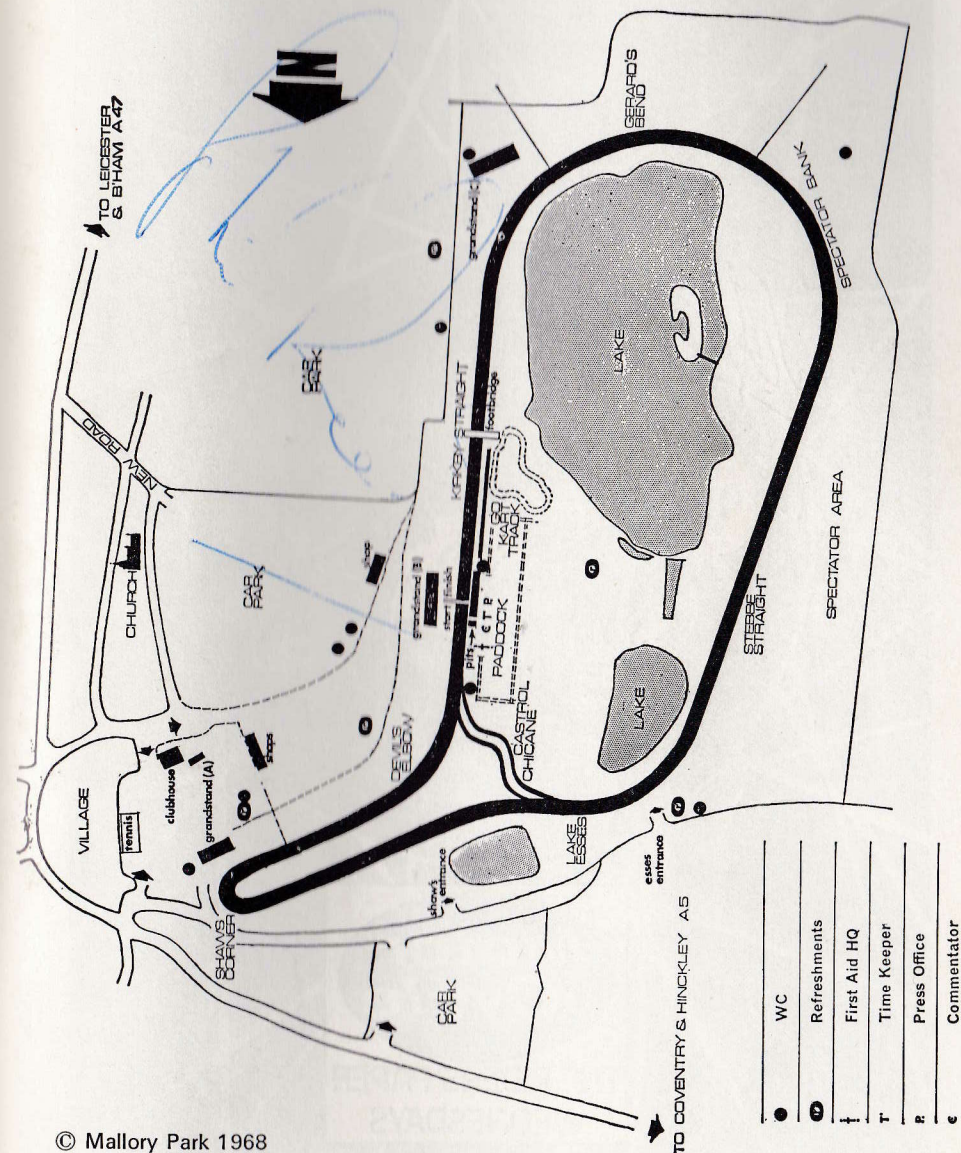 N
TO LEICESTER
& B'HAM A47
NEW ROAD
CHURCH
VILLAGE
tennis
clubhouse
grandstand (A)
shops
CAR
PARK
CAR
PARK
shop
GERARD'S
BEND
grandstand (C)
KIRKBY STRAIGHT
footbridge
grandstand (B)
start finish
DEVIL'S
ELBOW
pits
PADDOCK
GO
KART
TRACK
CASTROL
CHICANE
LAKE
LAKE
SPECTATOR BANK
STEBBE
STRAIGHT
SPECTATOR AREA
LAKE
ESSES
esses
entrance
shaw's
entrance
SHAWS
CORNER
CAR
PARK
TO COVENTRY & HINCKLEY A5
WC
Refreshments
First Aid HQ
T Time Keeper
P. Press Office
c Commentator
© Mallory Park 1968